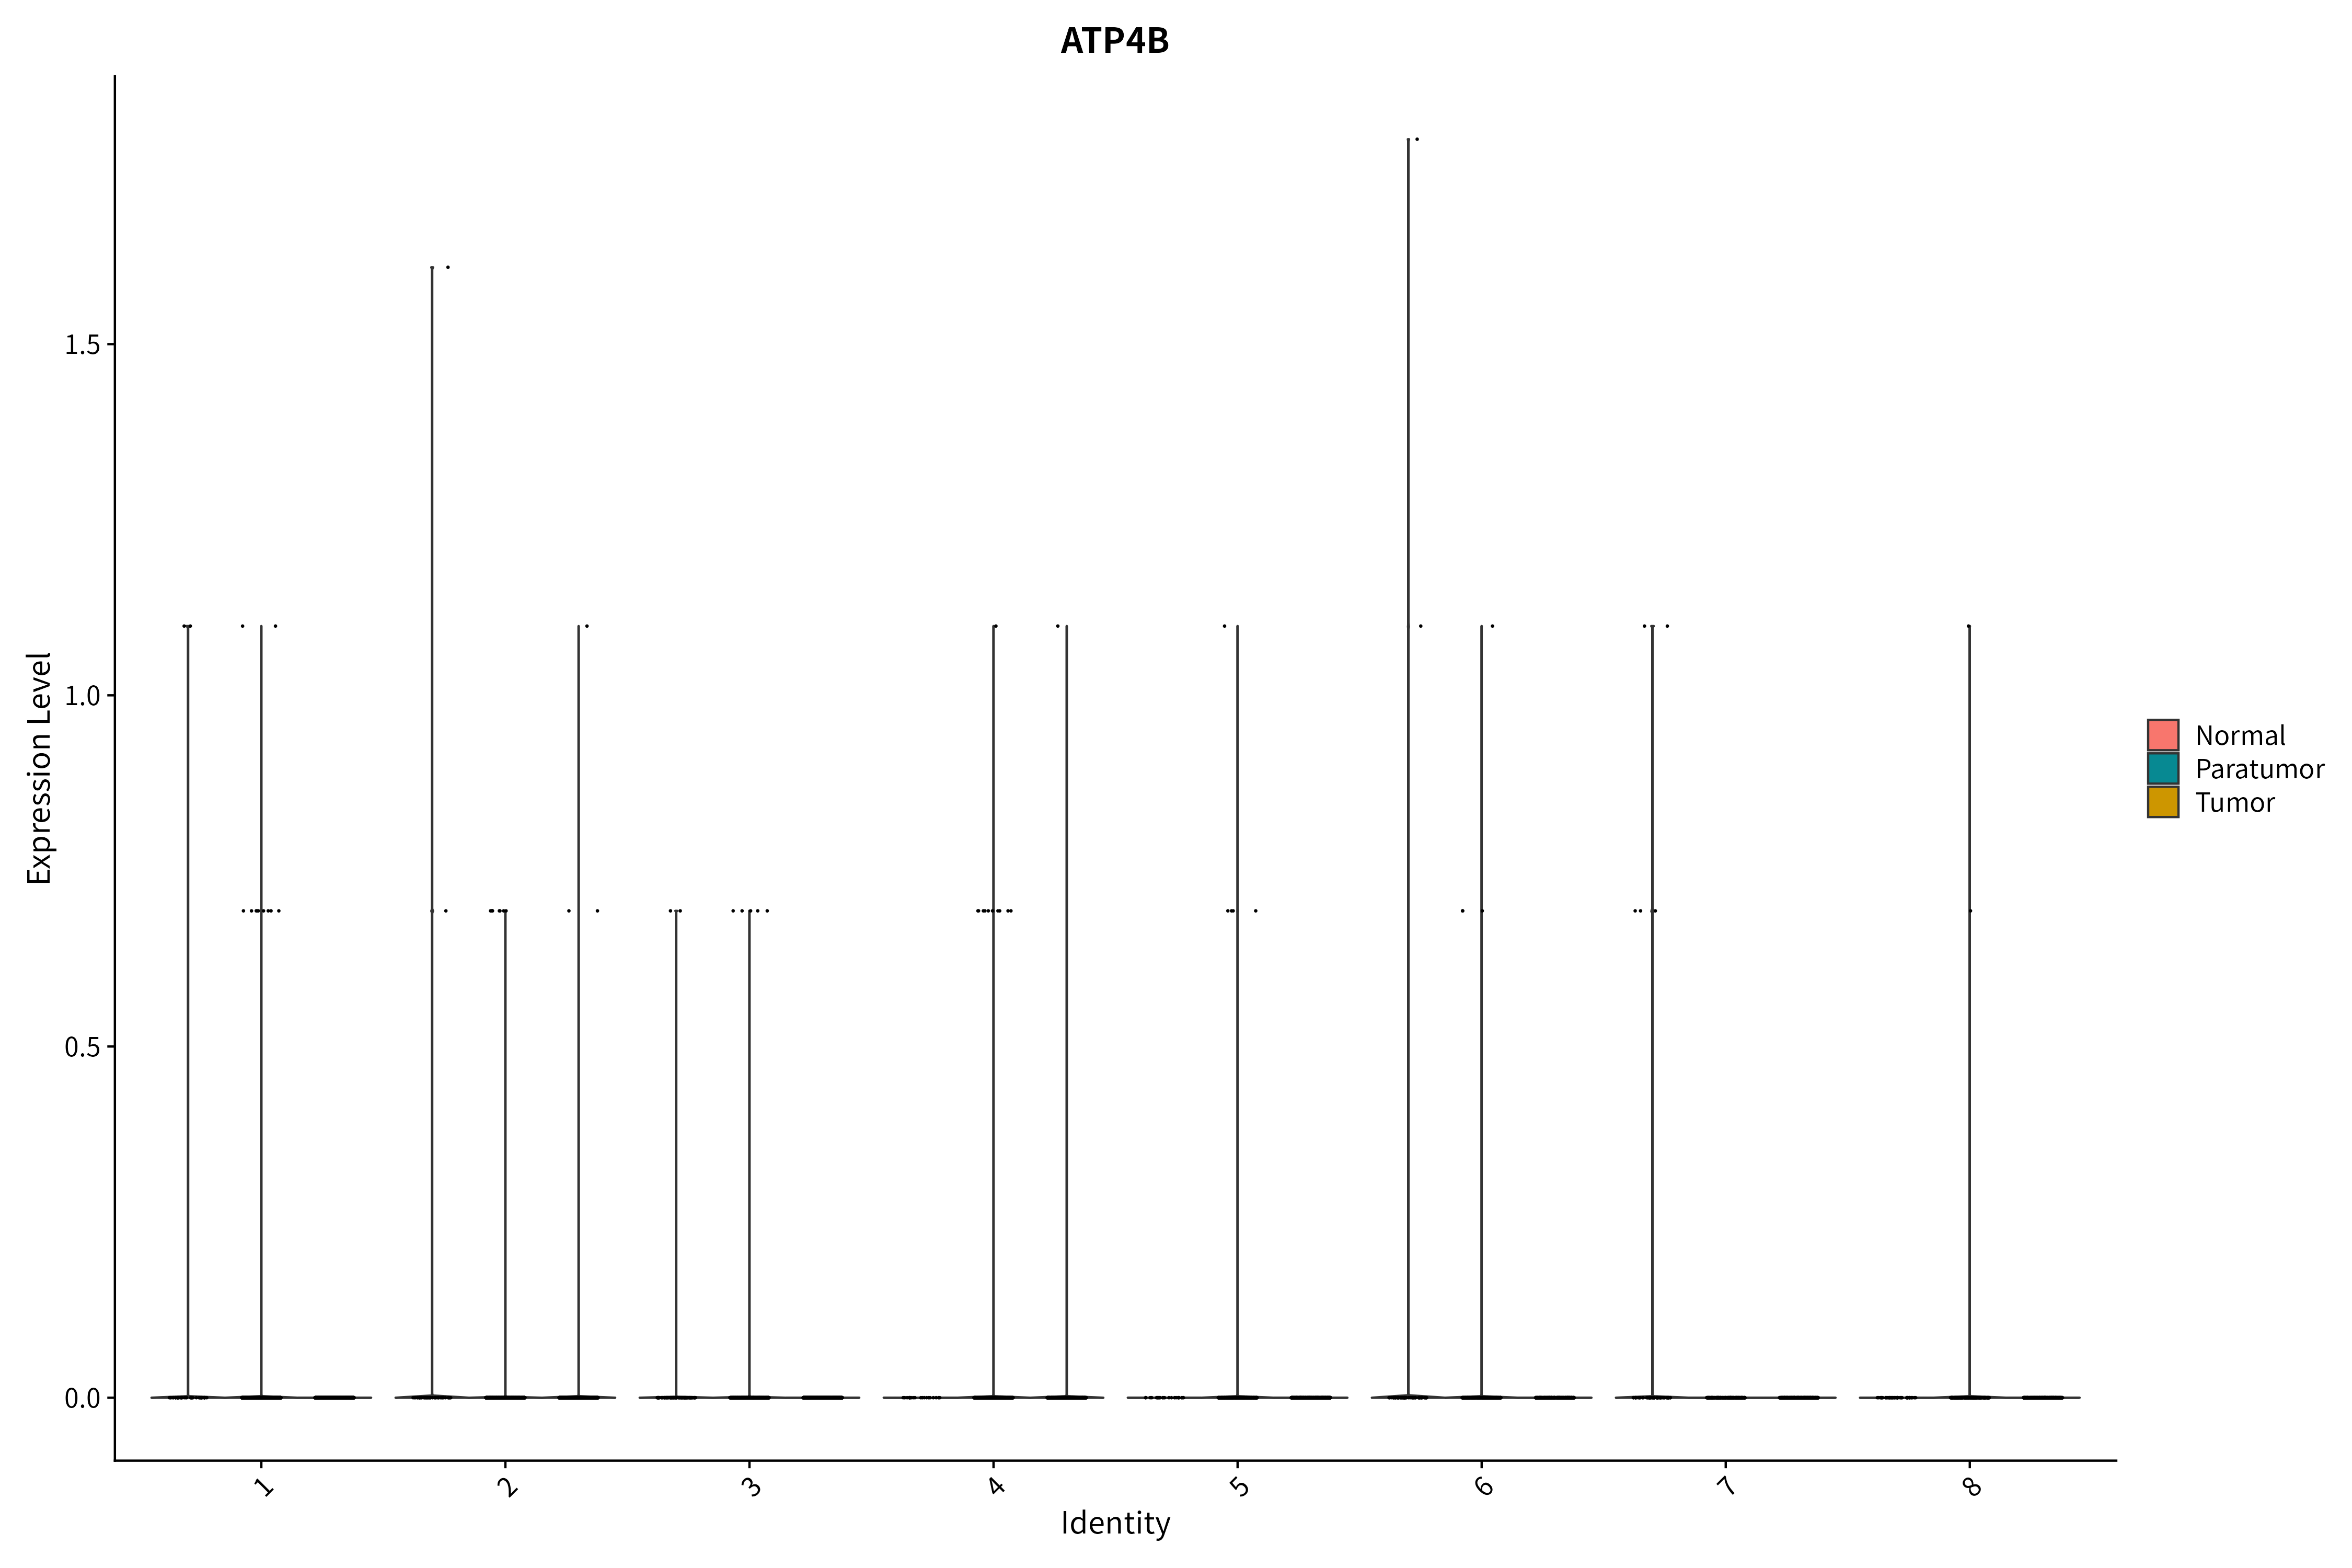 ATP4B
Expression Level
1.5
1.0
0.5
0.0
1 2 3 4 5 6 7 8
Identity
Normal
Paratumor
Tumor